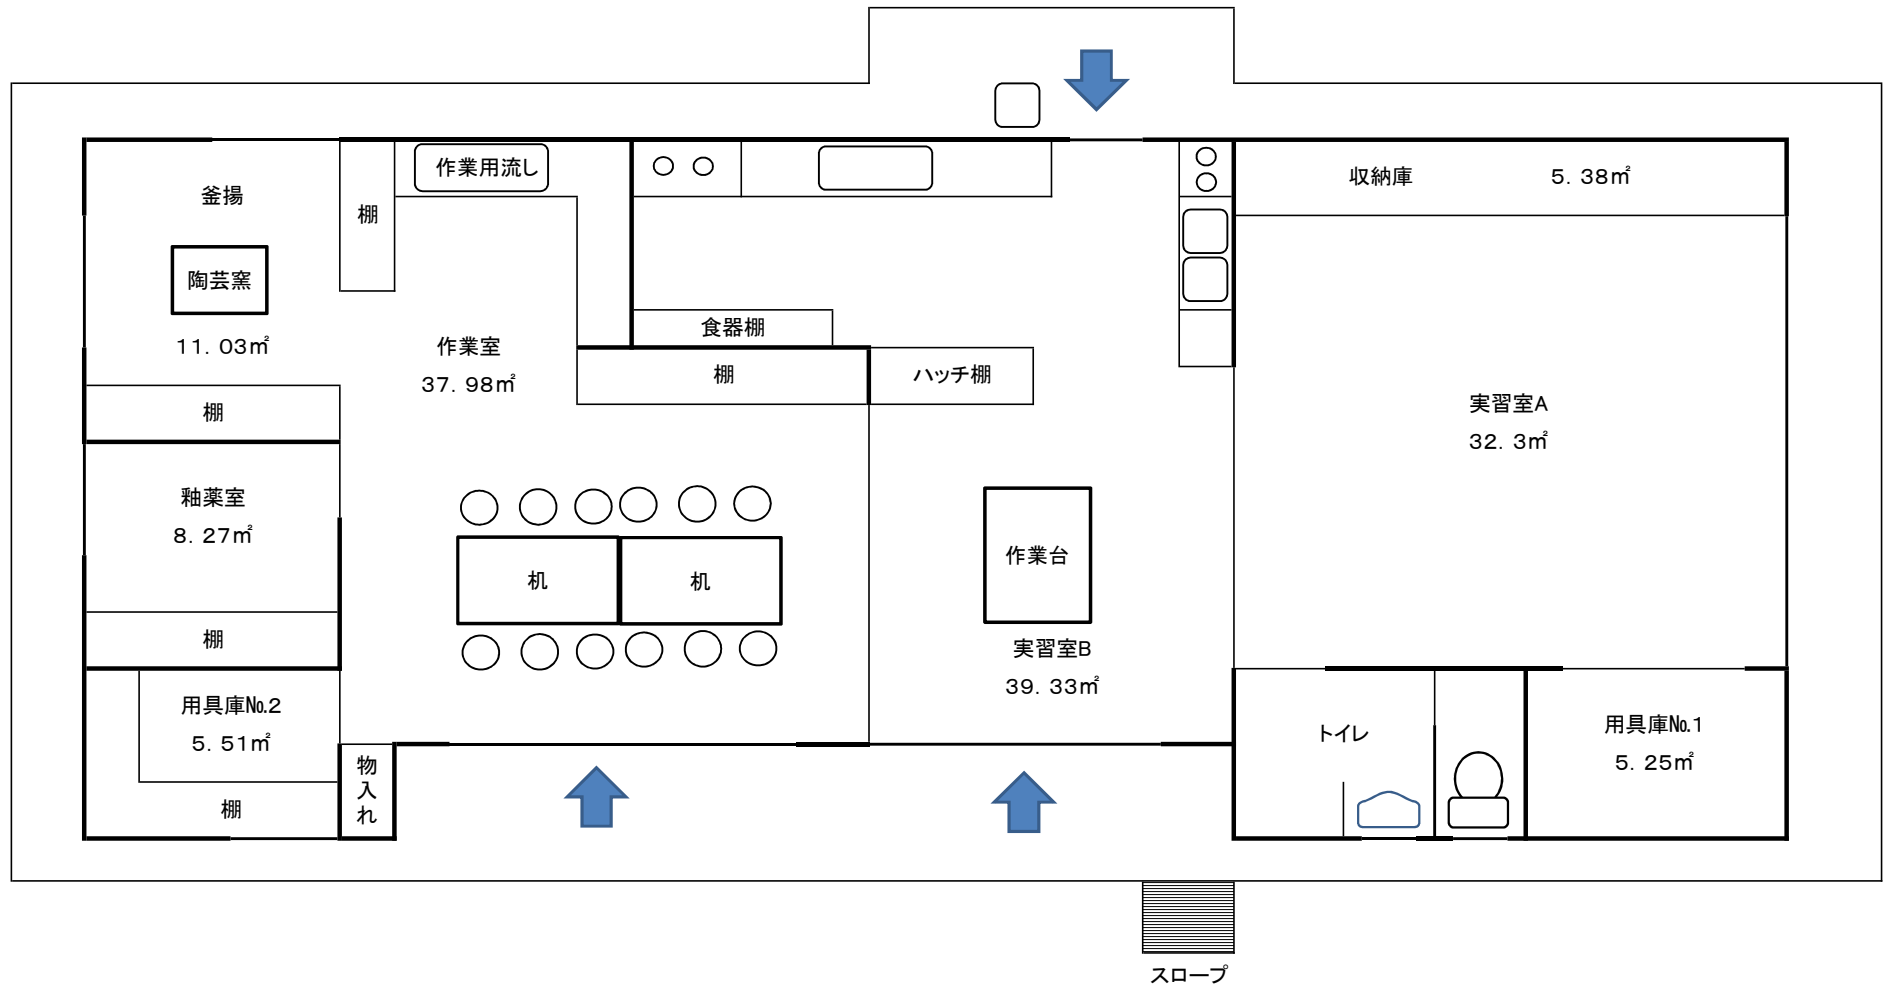 作業用流し
収納庫 5.38㎡
釜揚
棚
陶芸窯
11.03㎡
食器棚
作業室
37.98㎡
棚
ハッチ棚
実習室A
32.3㎡
棚
釉薬室
8.27㎡
机
机
作業台
棚
実習室B
39.33㎡
用具庫№2
5.51㎡
トイレ
用具庫№1
5.25㎡
物入れ
棚
スロープ